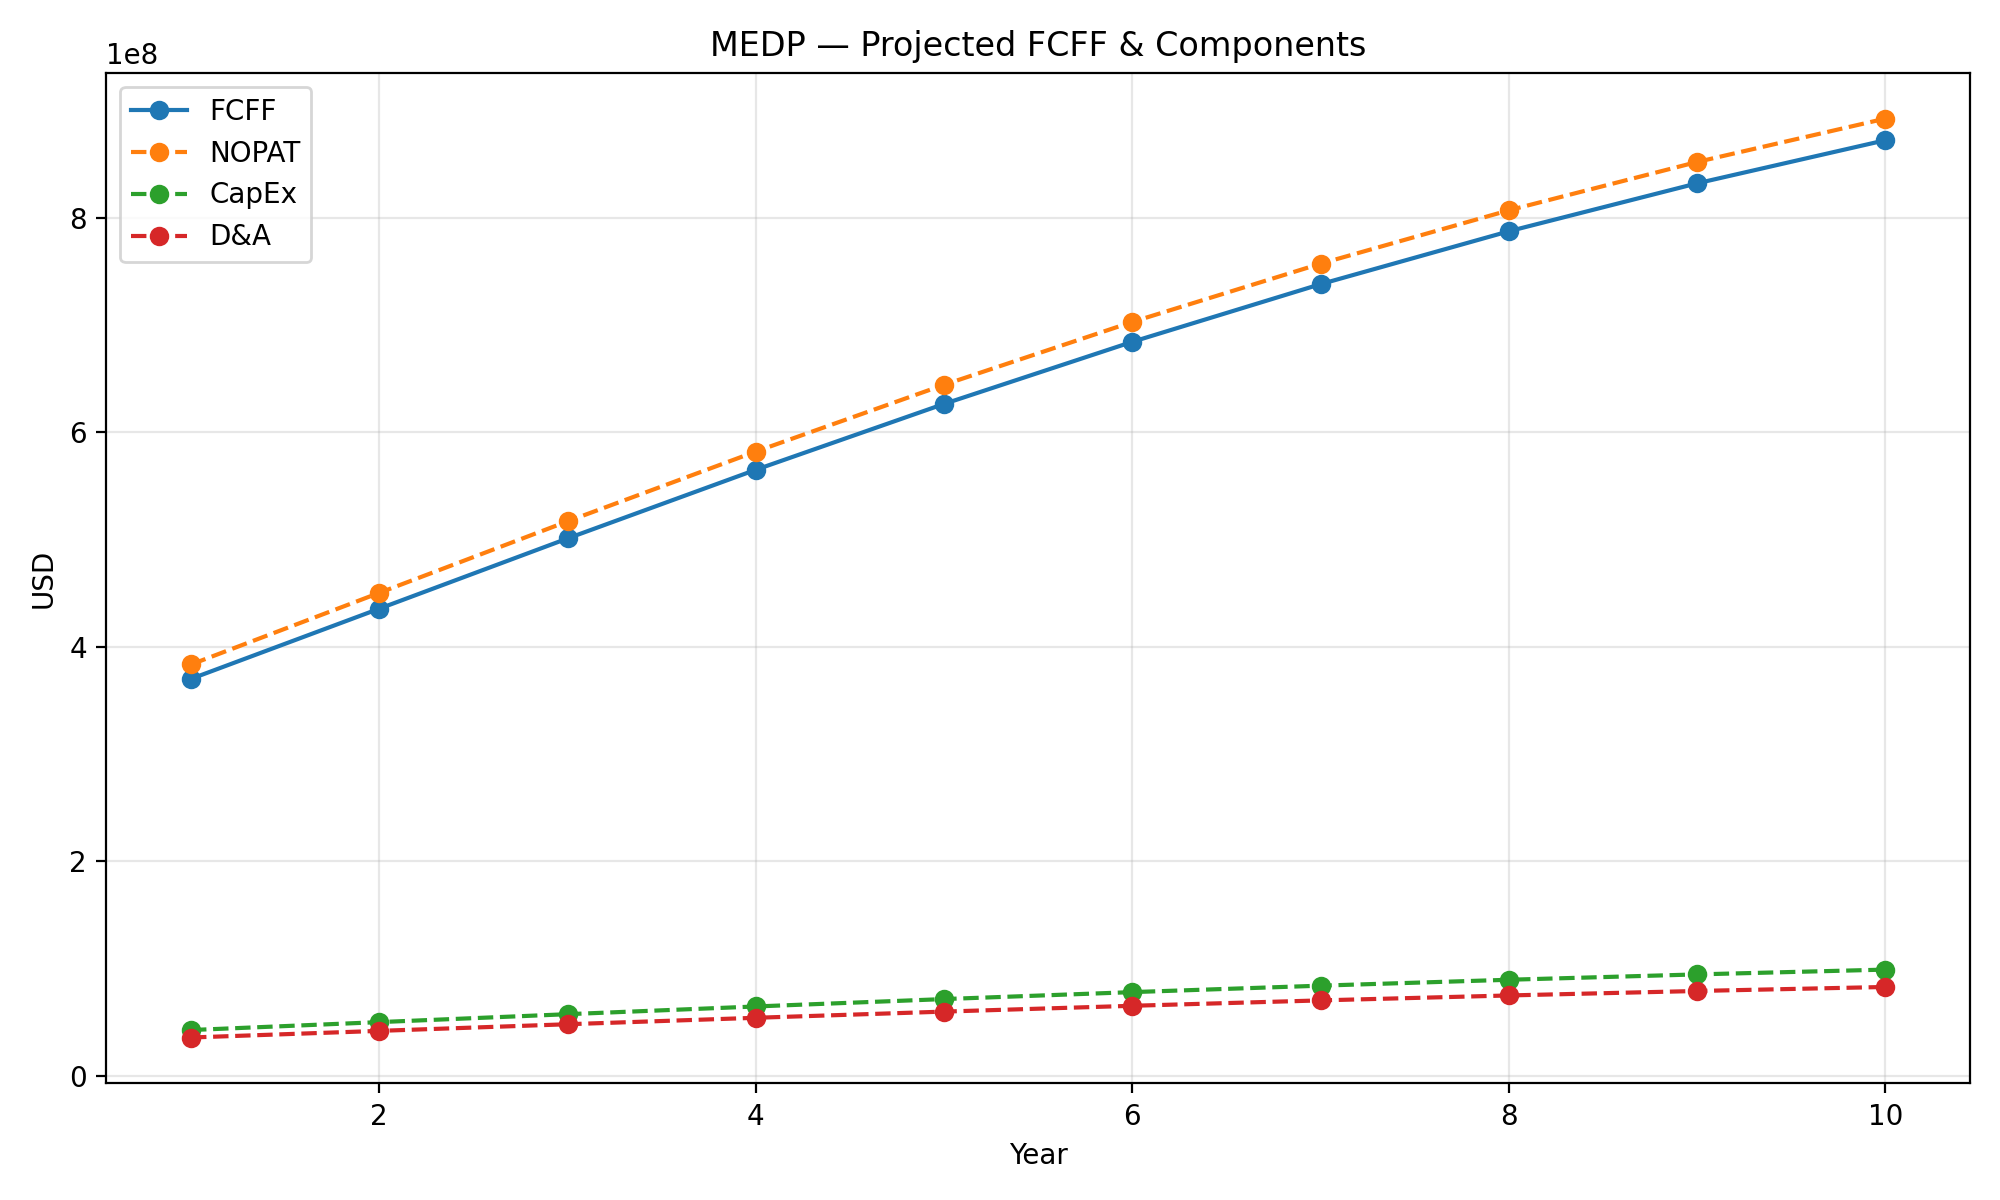 MEDP — Projected FCFF & Components
1e8
FCFF
NOPAT
CapEx
D&A
8
6
4
2
0
USD
2 4 6 8 10
Year